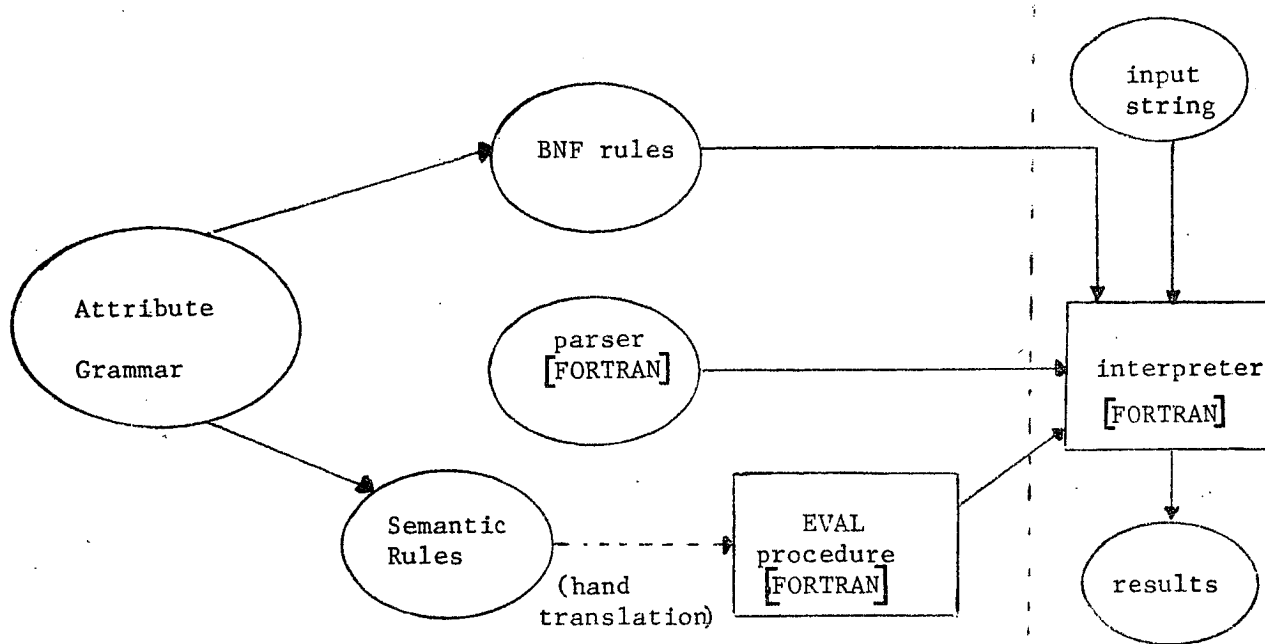 input
string
BNF rules
Attribute
Grammar
parser
[FORTRAN]
interpreter
[FORTRAN]
Semantic
Rules
(hand
translation)
EVAL
procedure
[FORTRAN]
results